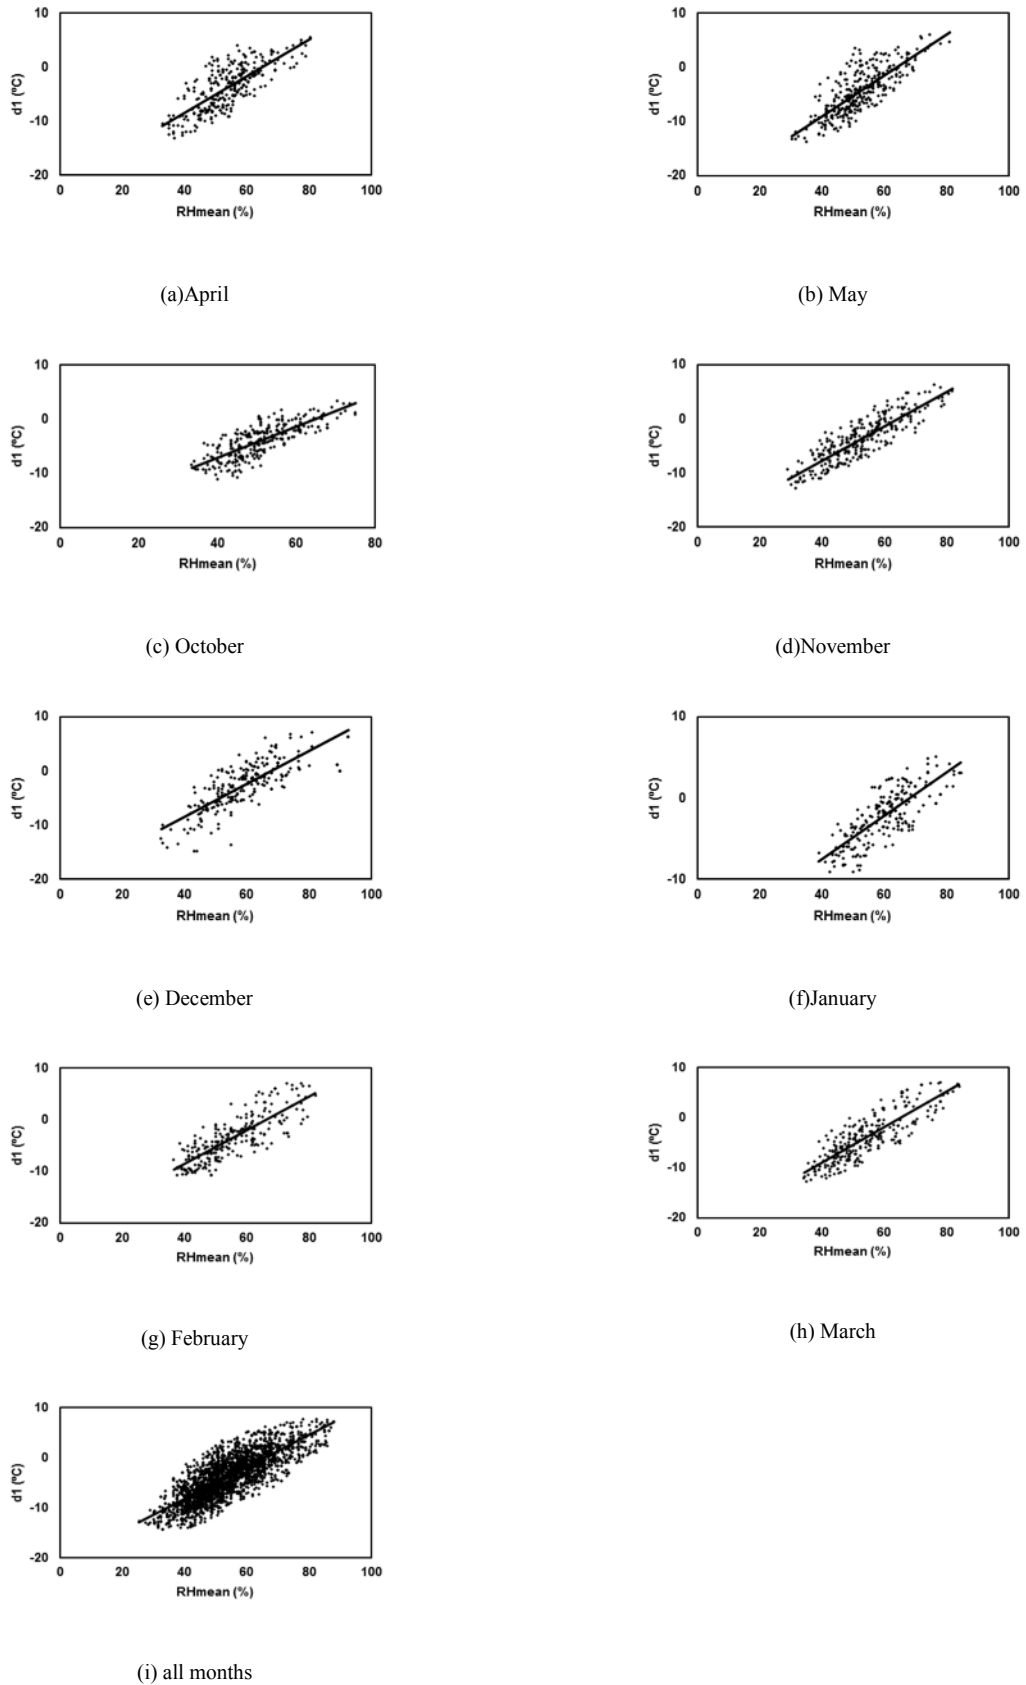 10
0
-10
-20
d1 (ºC)
0 20 40 60 80 100
RHmean (%)
(a)April
10
0
-10
-20
d1 (ºC)
0 20 40 60 80 100
RHmean (%)
(b) May
10
0
-10
-20
d1 (ºC)
0 20 40 60 80
RHmean (%)
(c) October
10
0
-10
-20
d1 (ºC)
0 20 40 60 80 100
RHmean (%)
(d)November
10
0
-10
-20
d1 (ºC)
0 20 40 60 80 100
RHmean (%)
(e) December
10
0
-10
d1 (ºC)
0 20 40 60 80 100
RHmean (%)
(f)January
10
0
-10
-20
d1 (ºC)
0 20 40 60 80 100
RHmean (%)
(g) February
10
0
-10
-20
d1 (ºC)
0 20 40 60 80 100
RHmean (%)
(h) March
10
0
-10
-20
d1 (ºC)
0 20 40 60 80 100
RHmean (%)
(i) all months